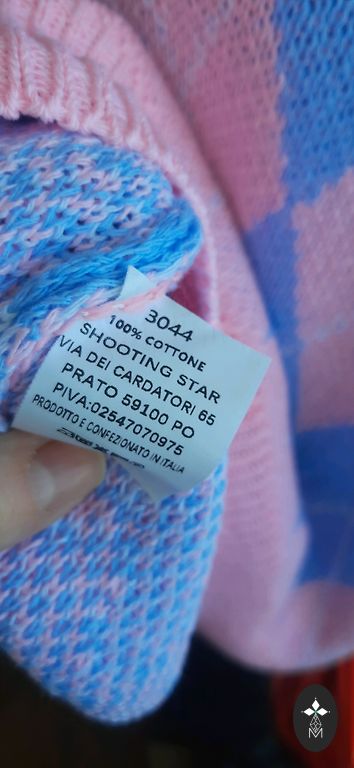 3044
100% COTTONE
SHOOTING STAR
VIA DEI CARDATORI 65
PRATO 59100 PO
PIVA:02547070975
PRODOTTO E CONFEZIONATO IN ITALIA
M